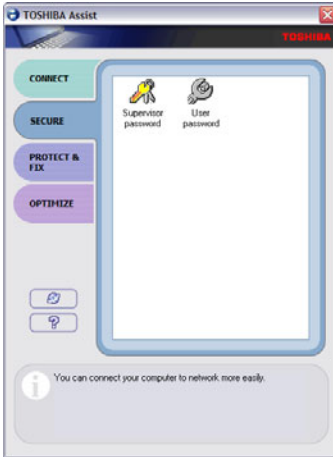 TOSHIBA Assist
TOSHIBA
CONNECT
SECURE
PROTECT &
FIX
OPTIMIZE
Supervisor
password
User
password
?
i
You can connect your computer to network more easily.